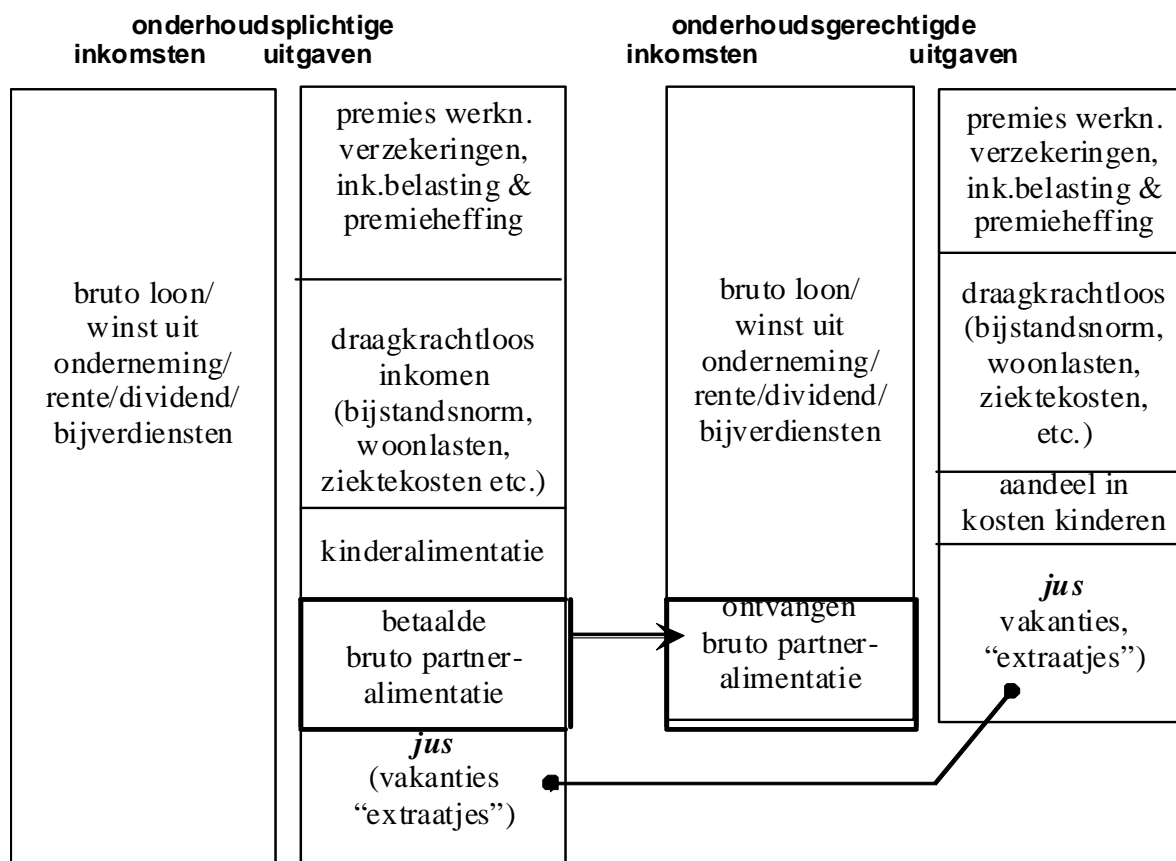 onderhoudsplichtige
inkomsten uitgaven
bruto loon/
winst uit
onderneming/
rente/dividend/
bijverdiensten
premies werkn.
verzekeringen,
ink.belasting &
premieheffing
draagkrachtloos
inkomen
(bijstandsnorm,
woonlasten,
ziektekosten etc.)
kinderalimentatie
betaalde
bruto partner-
alimentatie
jus
(vakanties
“extraatjes”)
onderhoudsgerechtigde
inkomsten uitgaven
bruto loon/
winst uit
onderneming/
rente/dividend/
bijverdiensten
ontvangen
bruto partner-
alimentatie
premies werkn.
verzekeringen,
ink.belasting &
premieheffing
draagkrachtloos
(bijstandsnorm,
woonlasten,
ziektekosten,
etc.)
aandeel in
kosten kinderen
jus
vakanties,
“extraatjes”)